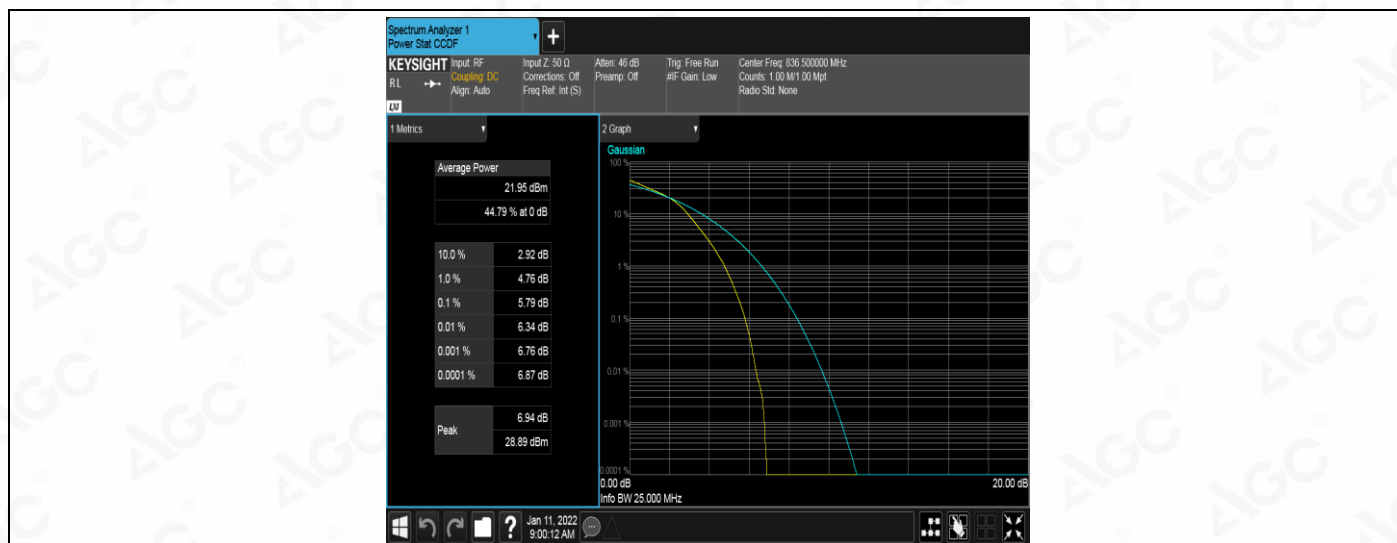 Spectrum Analyzer 1
Power Stat CCDF
KEYSIGHT
RL
LXI
Input: RF
Coupling: DC
Align: Auto
Input Z: 50 Ω
Corrections: Off
Freq Ref: Int (S)
Atten: 46 dB
Preamp: Off
Trig: Free Run
#IF Gain: Low
Center Freq: 836.500000 MHz
Counts: 1.00 M/1.00 Mpt
Radio Std: None
1 Metrics
Average Power
21.95 dBm
44.79 % at 0 dB
10.0 % 2.92 dB
1.0 % 4.76 dB
0.1 % 5.79 dB
0.01 % 6.34 dB
0.001 % 6.76 dB
0.0001 % 6.87 dB
Peak
6.94 dB
28.89 dBm
2 Graph
Gaussian
100 %
10 %
1 %
0.1 %
0.01 %
0.001 %
0.0001 %
0.00 dB 20.00 dB
Info BW 25.000 MHz
?
Jan 11, 2022
9:00:12 AM
AGC